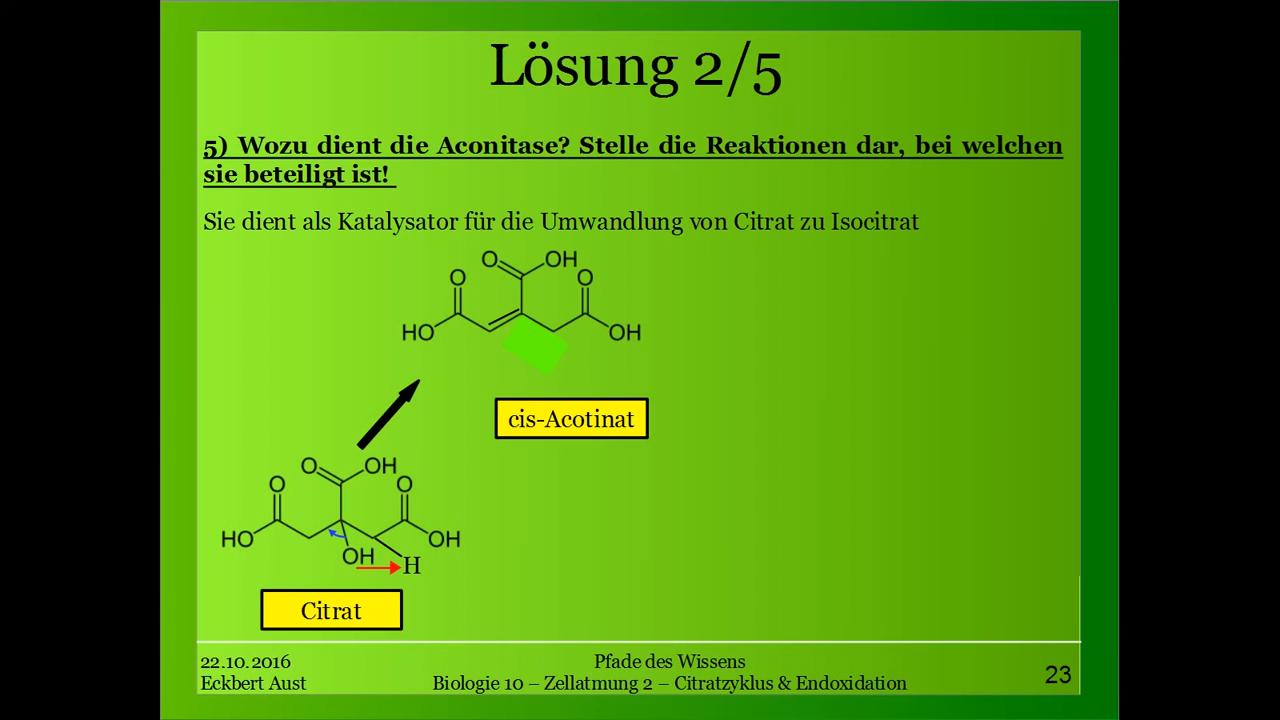 Lösung 2/5
5) Wozu dient die Aconitase? Stelle die Reaktionen dar, bei welchen
sie beteiligt ist!
Sie dient als Katalysator für die Umwandlung von Citrat zu Isocitrat
O OH
O O
HO OH
cis-Acotinat
O OH
O O
HO OH
OH H
Citrat
22.10.2016
Eckbert Aust
Pfade des Wissens
Biologie 10 – Zellatmung 2 – Citratzyklus & Endoxidation
23